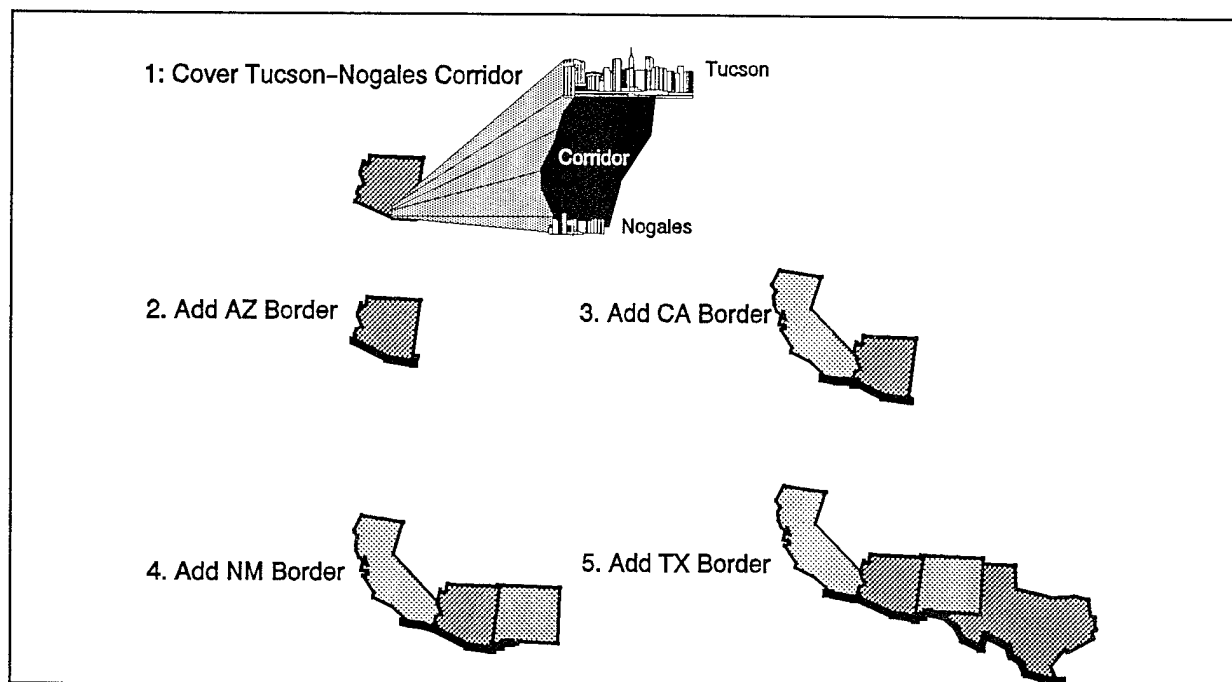 1: Cover Tucson-Nogales Corridor
Tucson
Corridor
Nogales
2. Add AZ Border
3. Add CA Border
4. Add NM Border
5. Add TX Border